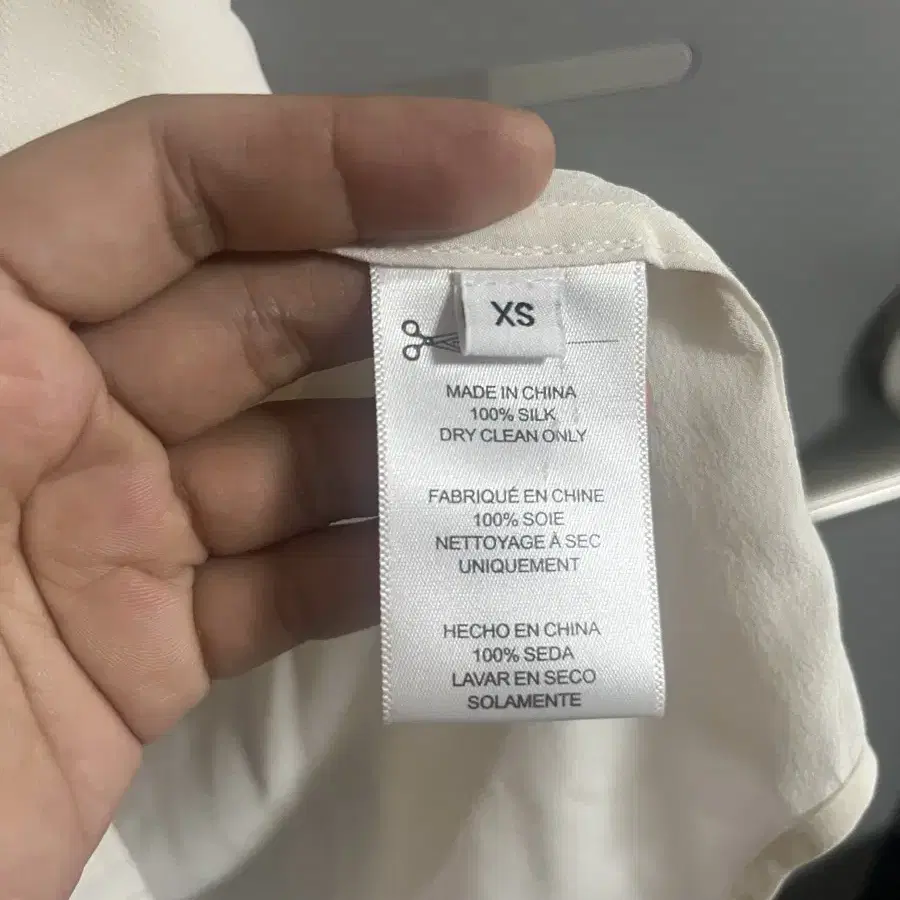 XS
MADE IN CHINA
100% SILK
DRY CLEAN ONLY
FABRIQUÉ EN CHINE
100% SOIE
NETTOYAGE À SEC
UNIQUEMENT
HECHO EN CHINA
100% SEDA
LAVAR EN SECO
SOLAMENTE